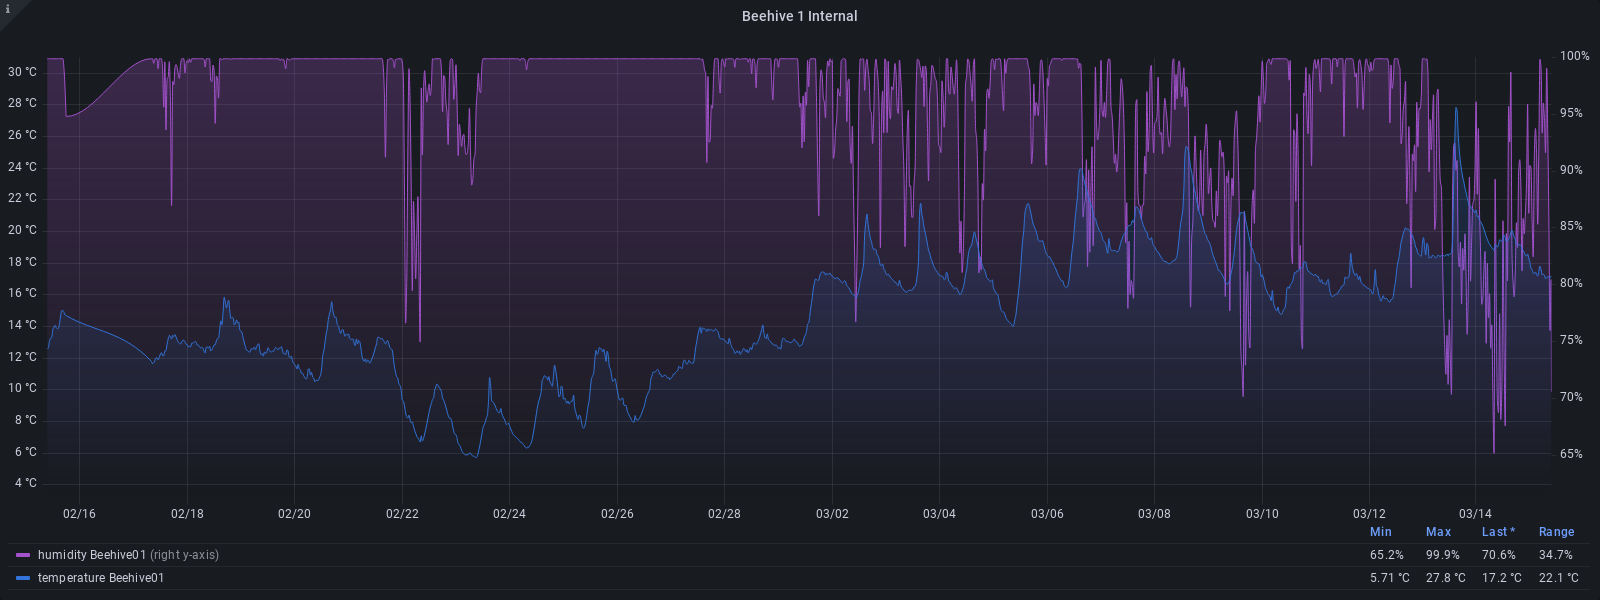 i
Beehive 1 Internal
30 °C
28 °C
26 °C
24 °C
22 °C
20 °C
18 °C
16 °C
14 °C
12 °C
10 °C
8 °C
6 °C
4 °C
100%
95%
90%
85%
80%
75%
70%
65%
02/16 02/18 02/20 02/22 02/24 02/26 02/28 03/02 03/04 03/06 03/08 03/10 03/12 03/14
Min Max Last * Range
humidity Beehive01 (right y-axis) 65.2% 99.9% 70.6% 34.7%
temperature Beehive01 5.71 °C 27.8 °C 17.2 °C 22.1 °C